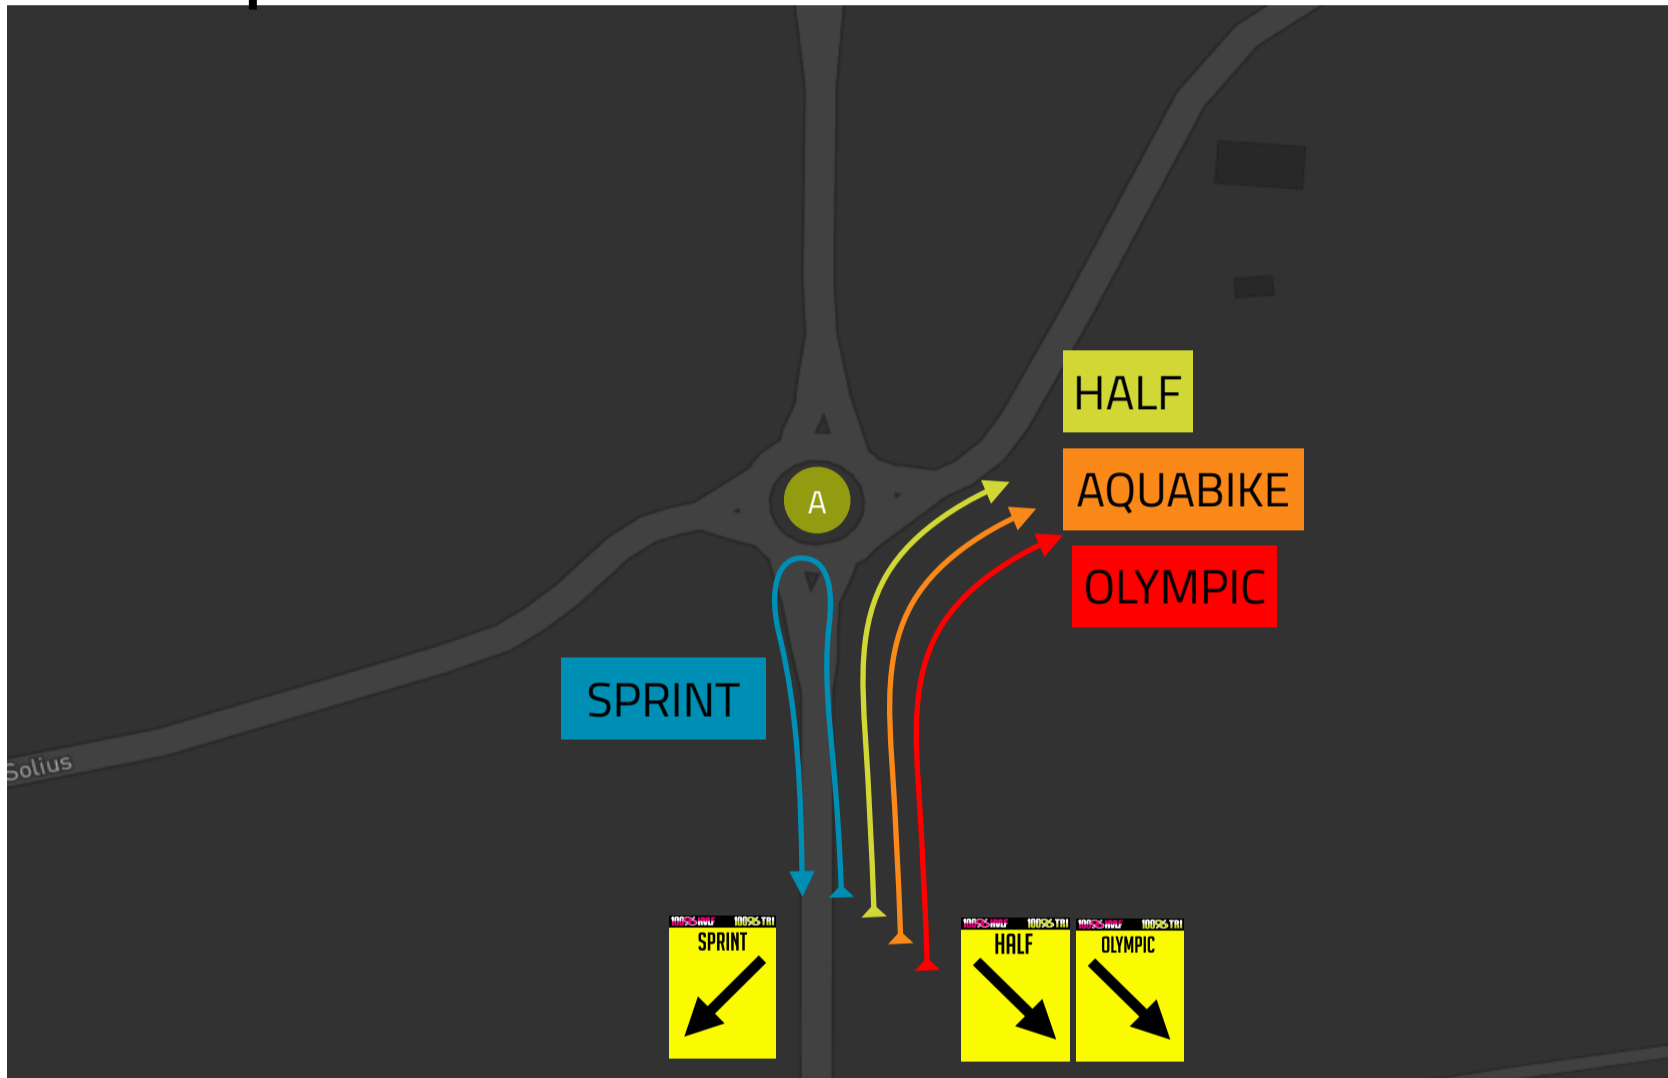 HALF
AQUABIKE
A
OLYMPIC
SPRINT
Solius
SPRINT
HALF
OLYMPIC